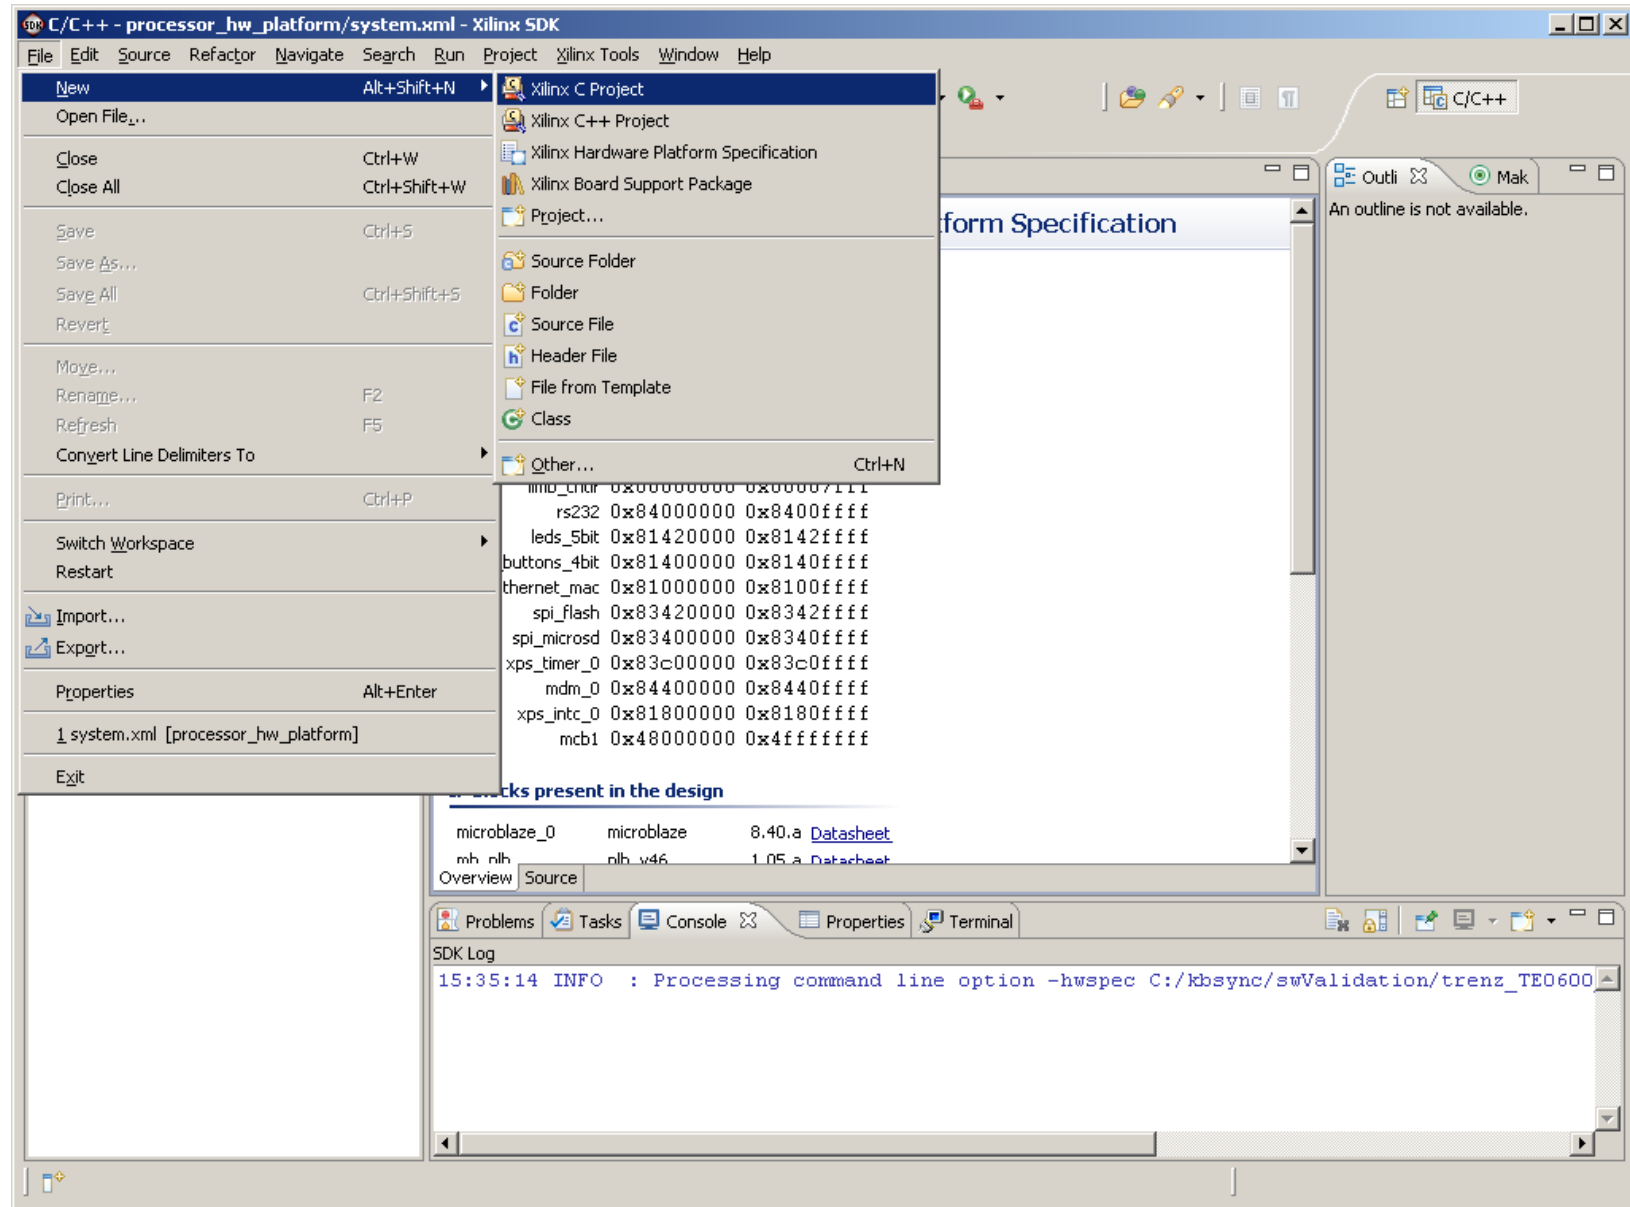 C/C++ - processor_hw_platform/system.xml - Xilinx SDK
File Edit Source Refactor Navigate Search Run Project Xilinx Tools Window Help
New Alt+Shift+N
Open File...
Close Ctrl+W
Close All Ctrl+Shift+W
Save Ctrl+S
Save As...
Save All Ctrl+Shift+S
Revert
Move...
Rename... F2
Refresh F5
Convert Line Delimiters To
Print... Ctrl+P
Switch Workspace
Restart
Import...
Export...
Properties Alt+Enter
1 system.xml [processor_hw_platform]
Exit
Xilinx C Project
Xilinx C++ Project
Xilinx Hardware Platform Specification
Xilinx Board Support Package
Project...
Source Folder
Folder
Source File
Header File
File from Template
Class
Other... Ctrl+N
C/C++
Outli Mak
An outline is not available.
form Specification
rs232 0x84000000 0x8400ffff
leds_5bit 0x81420000 0x8142ffff
buttons_4bit 0x81400000 0x8140ffff
thernet_mac 0x81000000 0x8100ffff
spi_flash 0x83420000 0x8342ffff
spi_microsd 0x83400000 0x8340ffff
xps_timer_0 0x83c00000 0x83c0ffff
mdm_0 0x84400000 0x8440ffff
xps_intc_0 0x81800000 0x8180ffff
mcb1 0x48000000 0x4fffffff
cks present in the design
microblaze_0 microblaze 8.40.a Datasheet
mb_plb plb_v46 1.05.a Datasheet
Overview Source
Problems Tasks Console Properties Terminal
SDK Log
15:35:14 INFO : Processing command line option -hwspec C:/kbsync/swValidation/trenz_TE0600